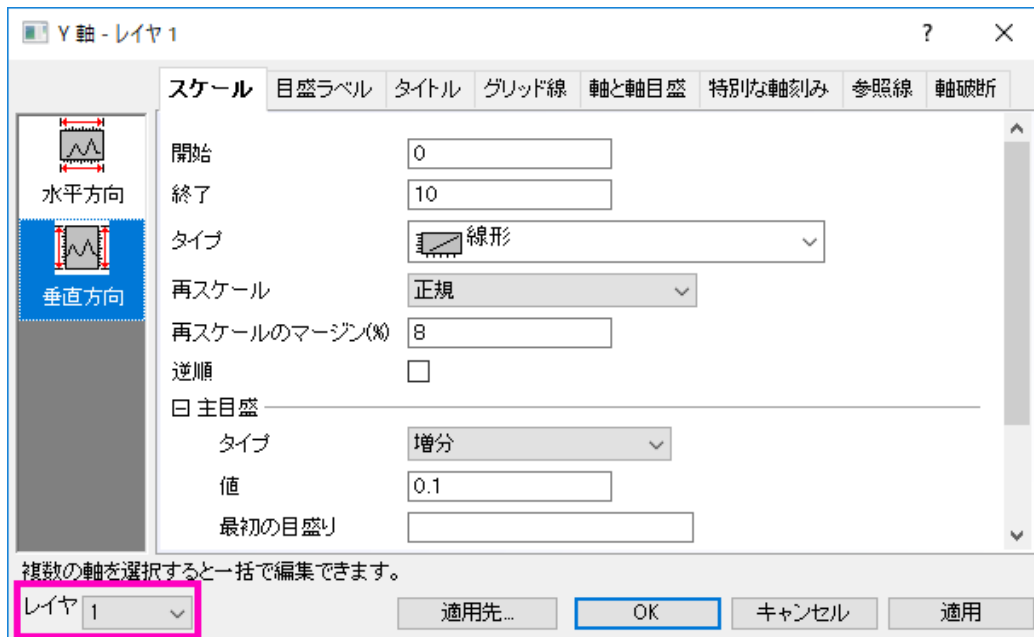 Y 軸 - レイヤ 1
スケール 目盛ラベル タイトル グリッド線 軸と軸目盛 特別な軸刻み 参照線 軸破断
水平方向
垂直方向
開始 0
終了 10
タイプ 線形
再スケール 正規
再スケールのマージン(%) 8
逆順
主目盛
タイプ 増分
値 0.1
最初の目盛り
複数の軸を選択すると一括で編集できます。
レイヤ 1 適用先... OK キャンセル 適用